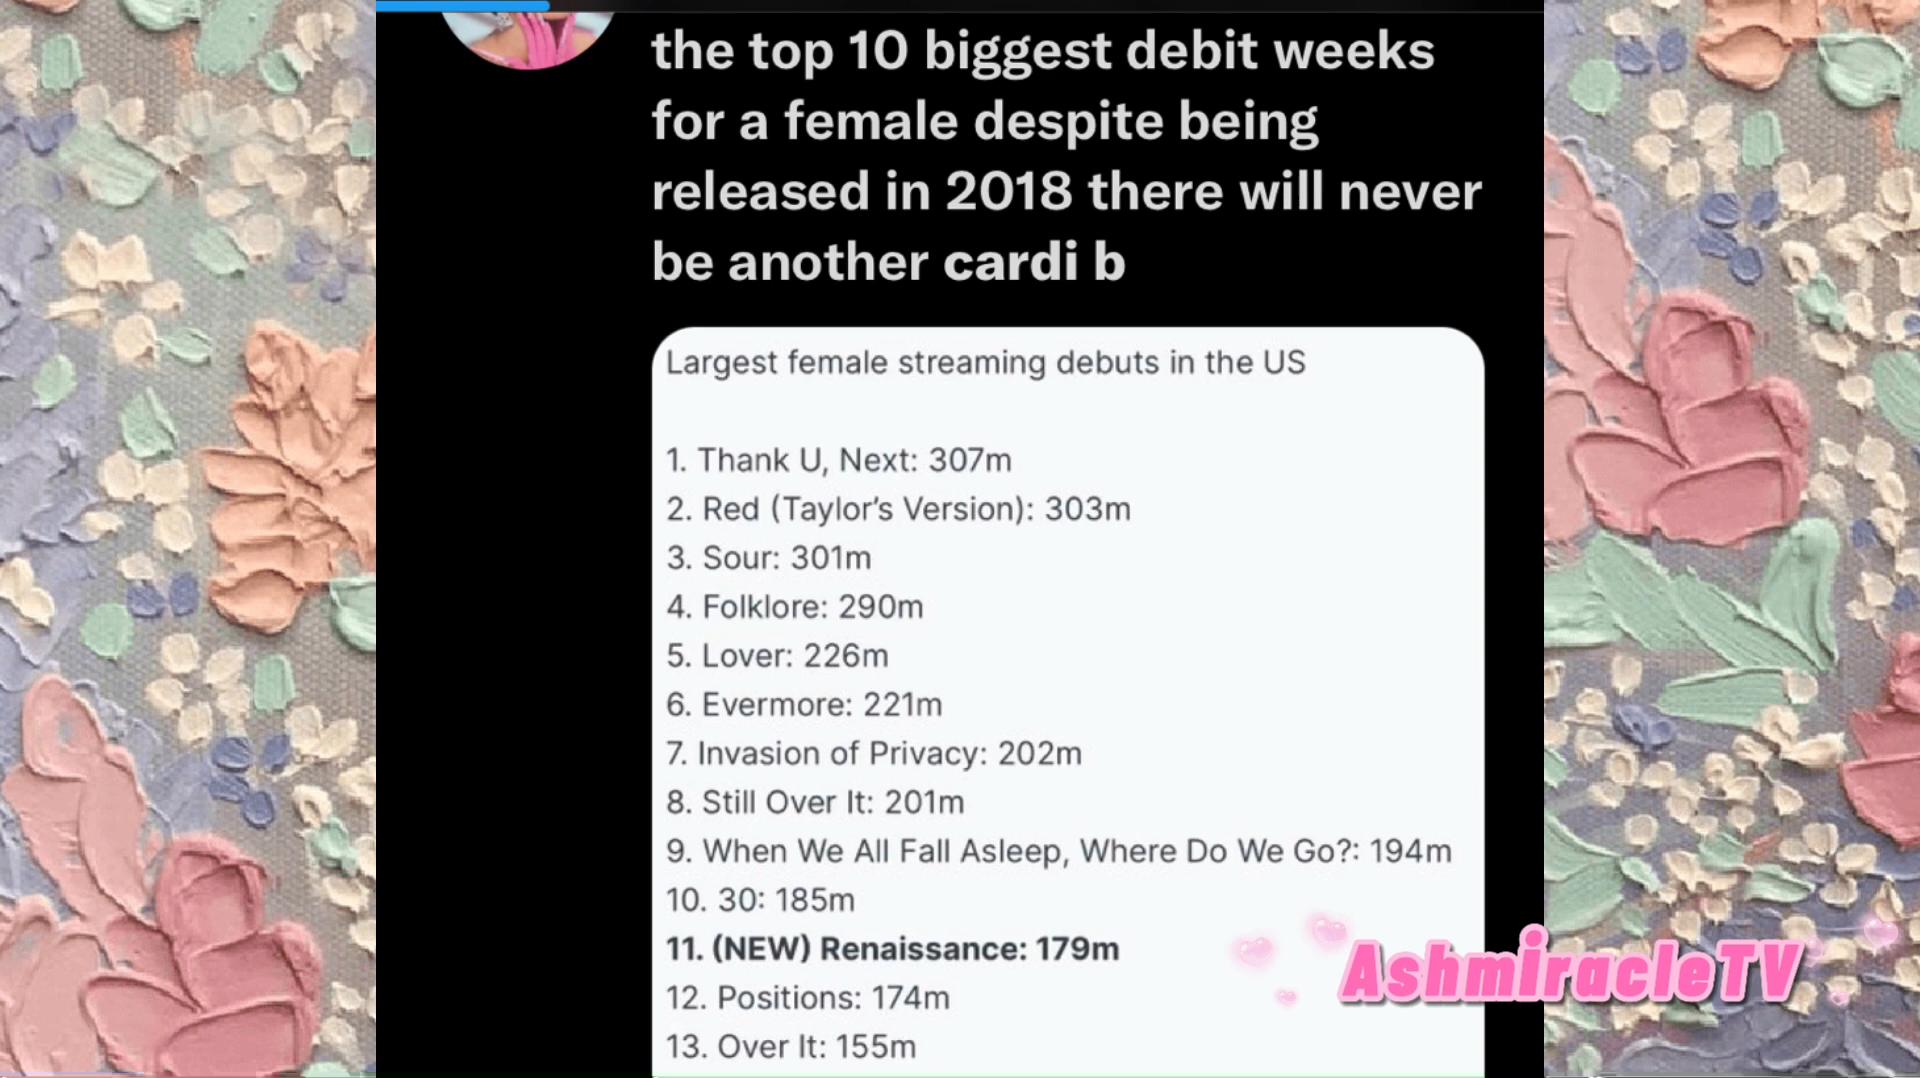 the top 10 biggest debit weeks
for a female despite being
released in 2018 there will never
be another cardi b
Largest female streaming debuts in the US
1. Thank U, Next: 307m
2. Red (Taylor’s Version): 303m
3. Sour: 301m
4. Folklore: 290m
5. Lover: 226m
6. Evermore: 221m
7. Invasion of Privacy: 202m
8. Still Over It: 201m
9. When We All Fall Asleep, Where Do We Go?: 194m
10. 30: 185m
11. (NEW) Renaissance: 179m
12. Positions: 174m
13. Over It: 155m
AshmiracleTV